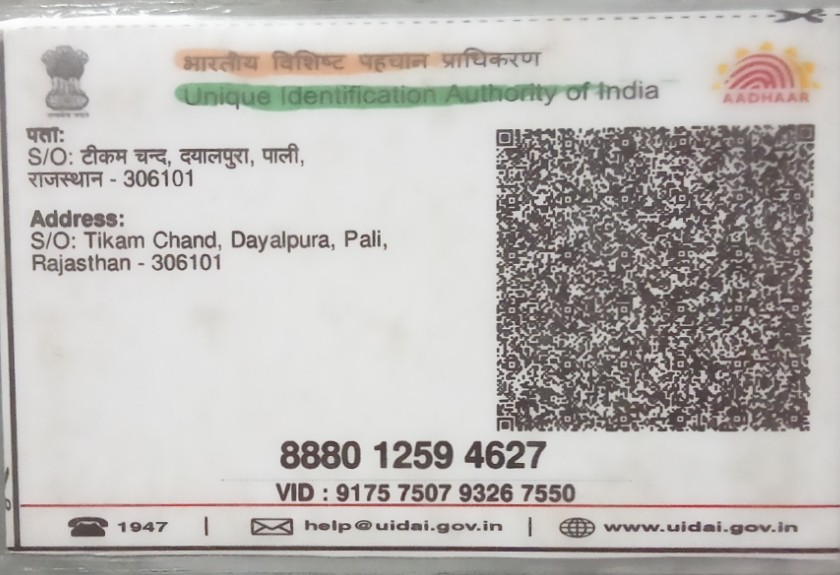 भारतीय विशिष्ट पहचान प्राधिकरण
Unique Identification Authority of India
AADHAAR
पता:
S/O: टीकम चन्द, दयालपुरा, पाली,
राजस्थान - 306101
Address:
S/O: Tikam Chand, Dayalpura, Pali,
Rajasthan - 306101
8880 1259 4627
VID : 9175 7507 9326 7550
1947 | help@uidai.gov.in | www.uidai.gov.in